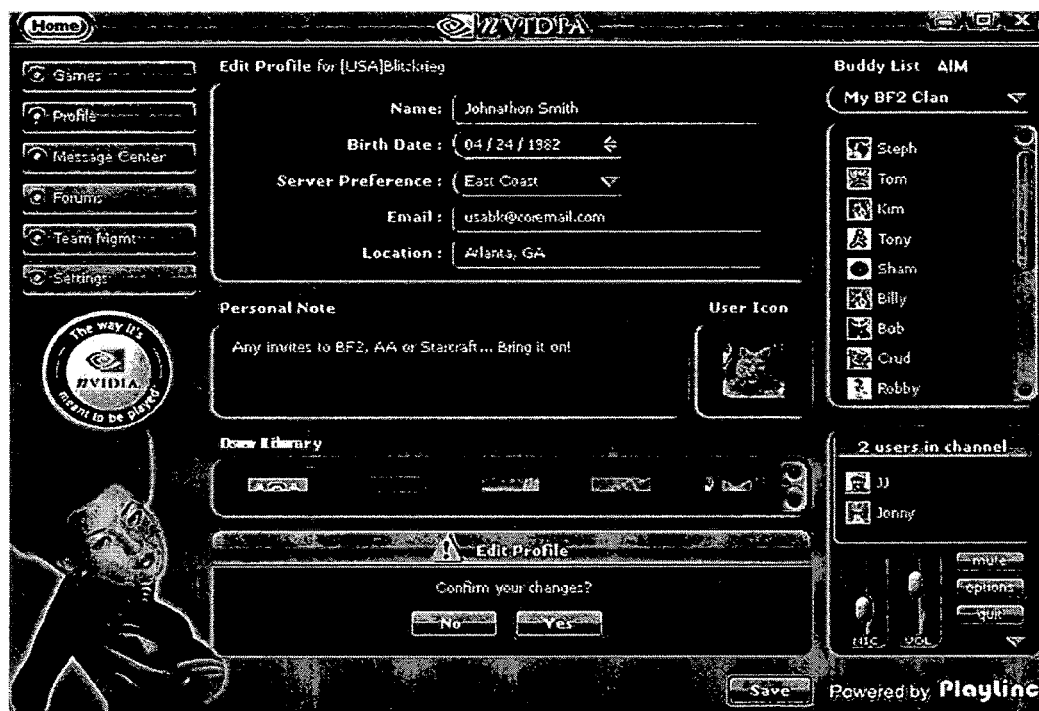 Home
nVIDIA
Games
Profile
Message Center
Forums
Team Mgmt
Settings
The way it's
nVIDIA
meant to be played
Edit Profile for [USA]Blitzkrieg
Name: Johnathon Smith
Birth Date : 04 / 24 / 1982
Server Preference : East Coast
Email : usabk@coremail.com
Location : Atlanta, GA
Personal Note
Any invites to BF2, AA or Starcraft... Bring it on!
User Icon
Edit Profile
Confirm your changes?
No Yes
Save
Buddy List AIM
My BF2 Clan
Steph
Tom
Kim
Tony
Sham
Billy
Bob
Crud
Robby
2 users in channel
JJ
Jonny
mute
options
quit
MIC VOL
Powered by Playlinc